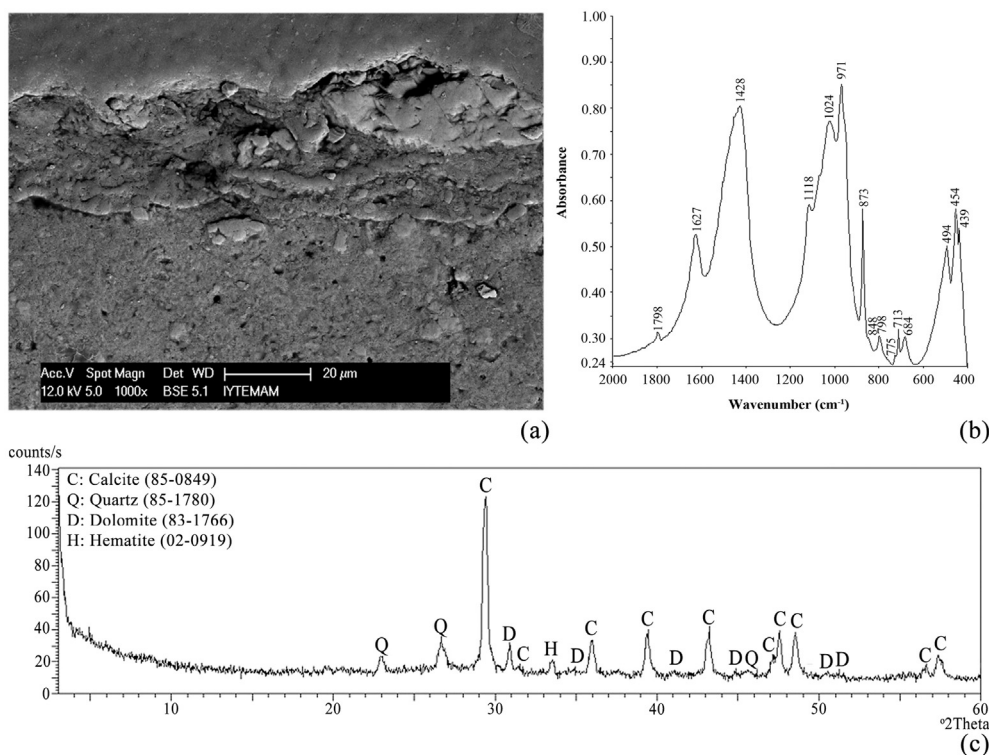 Acc.V Spot Magn Det WD 20 µm
12.0 kV 5.0 1000x BSE 5.1 IYTEMAM
(a)
Absorbance
1.00
0.90
0.80
0.70
0.60
0.50
0.40
0.30
0.24
1798
1627
1428
1118
1024
971
873
848
798
775
713
684
494
454
439
2000 1800 1600 1400 1200 1000 800 600 400
Wavenumber (cm-1)
(b)
counts/s
140
120
100
80
60
40
20
0
C: Calcite (85-0849)
Q: Quartz (85-1780)
D: Dolomite (83-1766)
H: Hematite (02-0919)
Q Q C D C H D C C D C D Q C C C D D C C
10 20 30 40 50 60
º2Theta
(c)